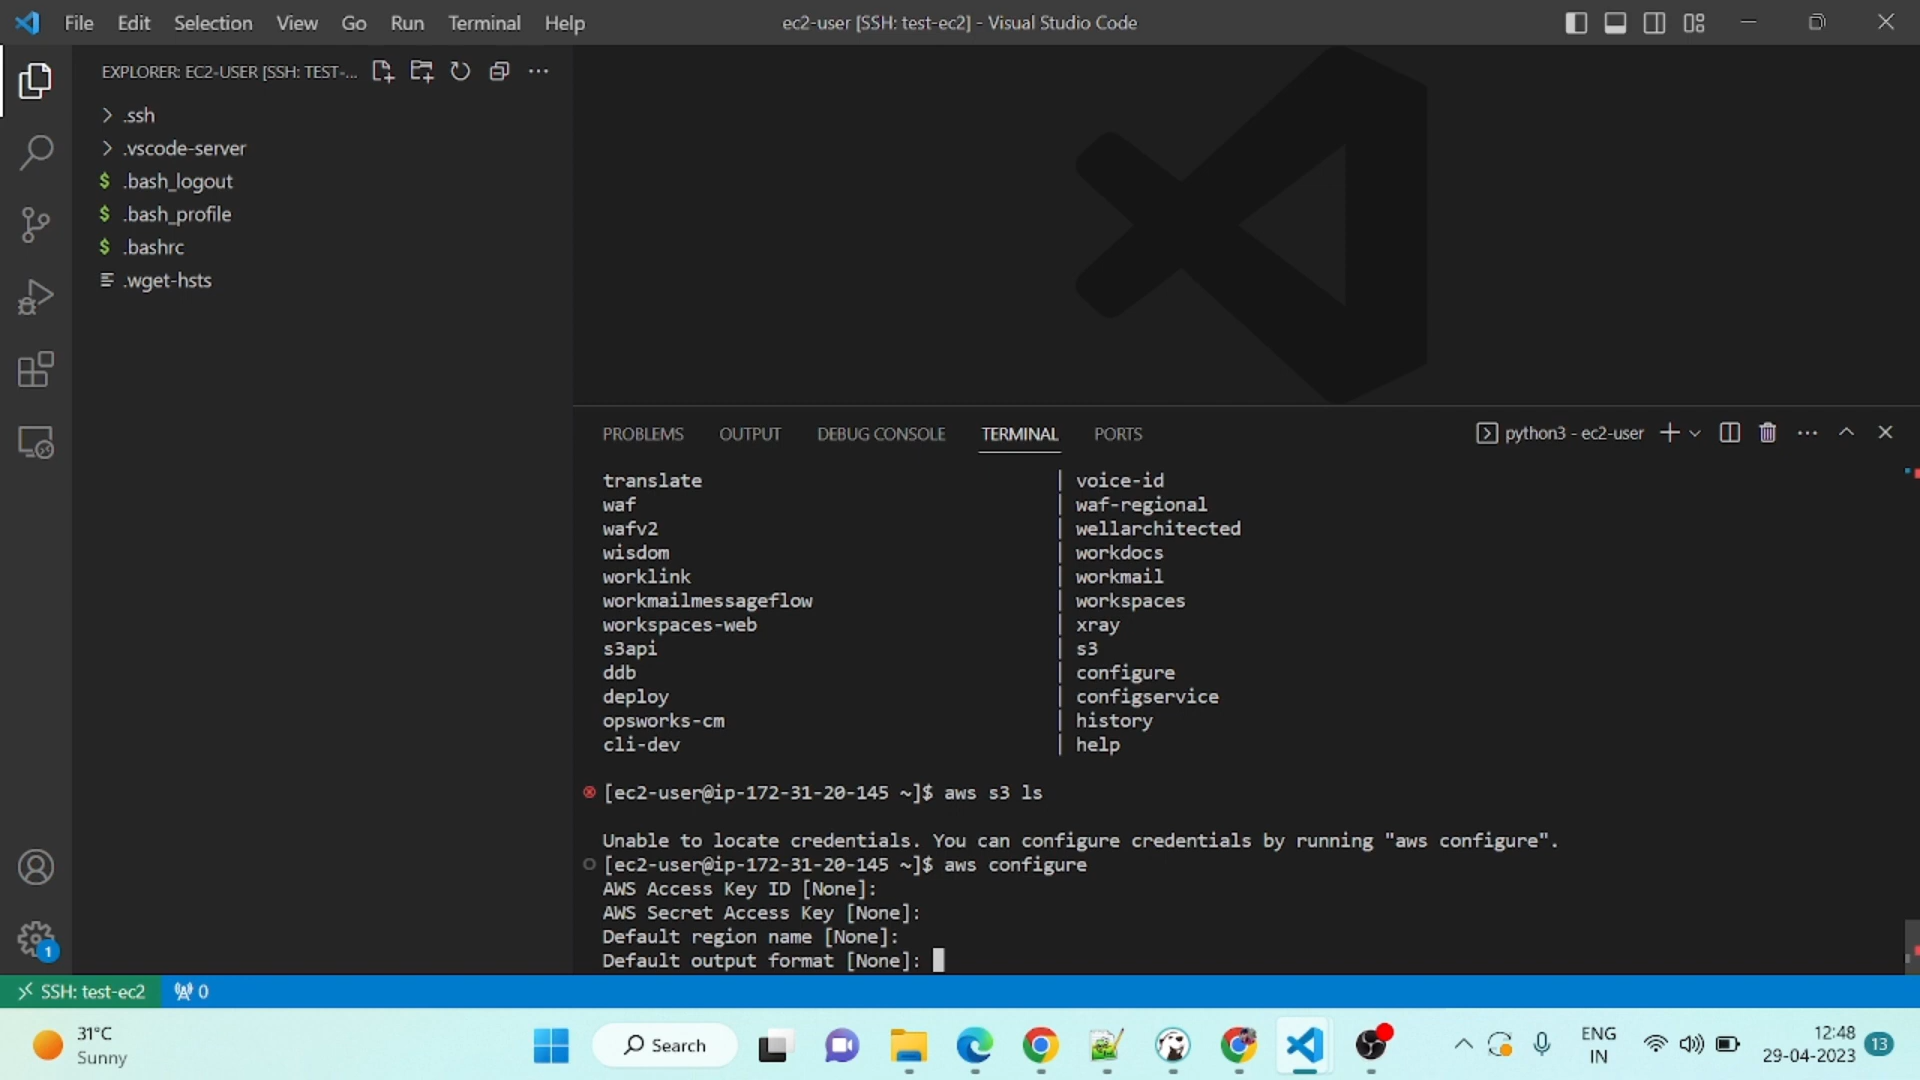 File Edit Selection View Go Run Terminal Help
ec2-user [SSH: test-ec2] - Visual Studio Code
EXPLORER: EC2-USER [SSH: TEST-...
.ssh
.vscode-server
$ .bash_logout
$ .bash_profile
$ .bashrc
.wget-hsts
PROBLEMS OUTPUT DEBUG CONSOLE TERMINAL PORTS
python3 - ec2-user
translate | voice-id
waf | waf-regional
wafv2 | wellarchitected
wisdom | workdocs
worklink | workmail
workmailmessageflow | workspaces
workspaces-web | xray
s3api | s3
ddb | configure
deploy | configservice
opsworks-cm | history
cli-dev | help
[ec2-user@ip-172-31-20-145 ~]$ aws s3 ls
Unable to locate credentials. You can configure credentials by running "aws configure".
[ec2-user@ip-172-31-20-145 ~]$ aws configure
AWS Access Key ID [None]:
AWS Secret Access Key [None]:
Default region name [None]:
Default output format [None]:
1
SSH: test-ec2 0
31°C
Sunny
Search
ENG
IN
12:48
29-04-2023
13